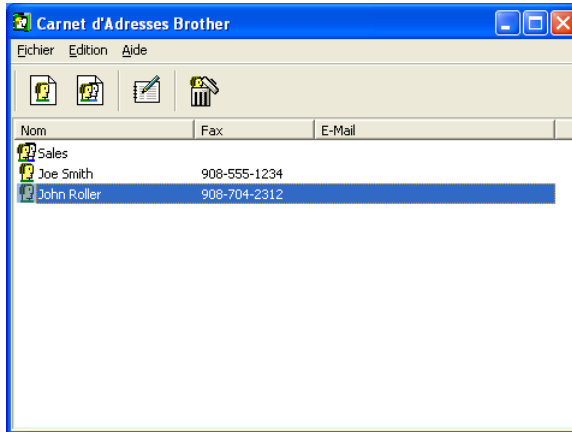 Carnet d'Adresses Brother
Fichier Edition Aide
Nom Fax E-Mail
Sales
Joe Smith 908-555-1234
John Roller 908-704-2312